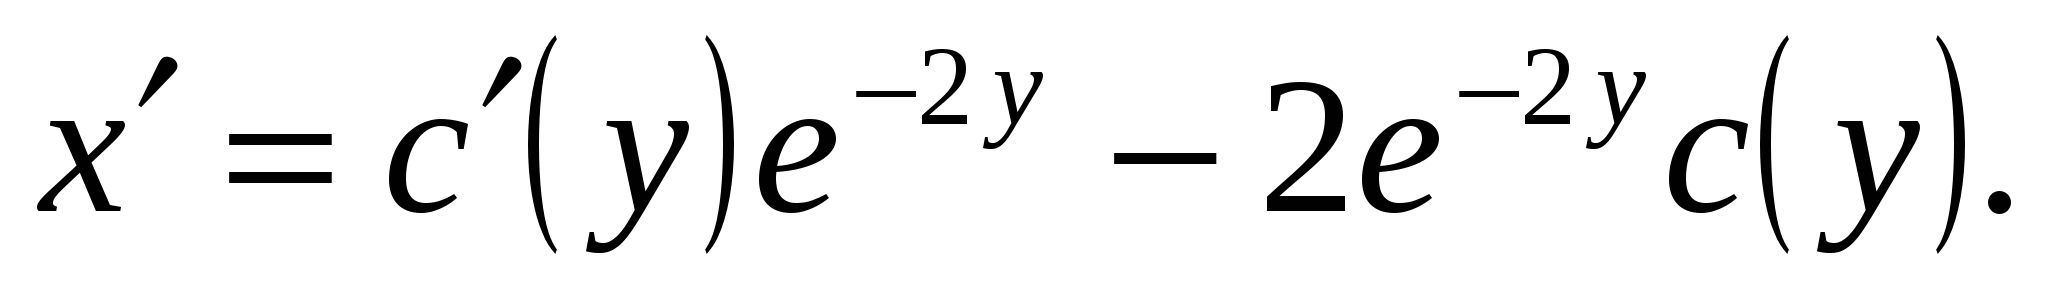 x′ = c′(y)e^{−2y} − 2e^{−2y}c(y).